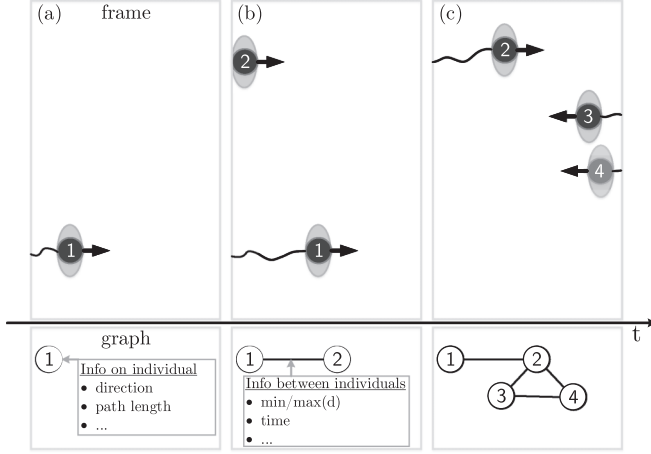 (a) frame
1
(b)
2
1
(c)
2
3
4
t
graph
1
Info on individual
• direction
• path length
• ...
1 2
Info between individuals
• min/max(d)
• time
• ...
1 2
3 4